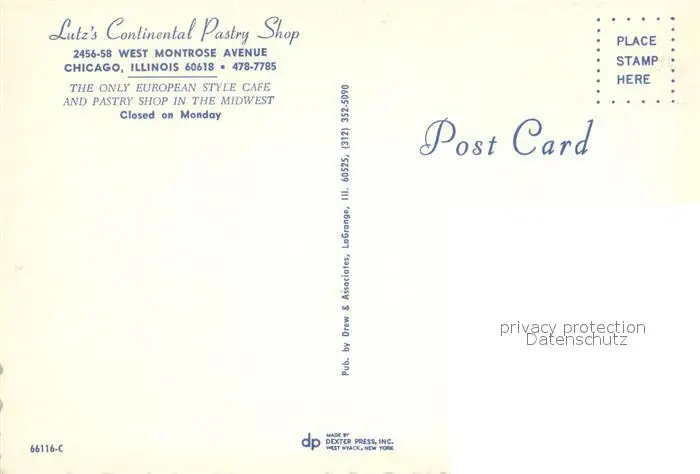 Lutz's Continental Pastry Shop
2456-58 WEST MONTROSE AVENUE
CHICAGO, ILLINOIS 60618 • 478-7785
THE ONLY EUROPEAN STYLE CAFE
AND PASTRY SHOP IN THE MIDWEST
Closed on Monday
PLACE
STAMP
HERE
Post Card
Pub. by Drew & Associates, LaGrange, Ill. 60525, (312) 352-5090
privacy protection
Datenschutz
66116-C
dp
MADE BY
DEXTER PRESS, INC.
WEST NYACK, NEW YORK